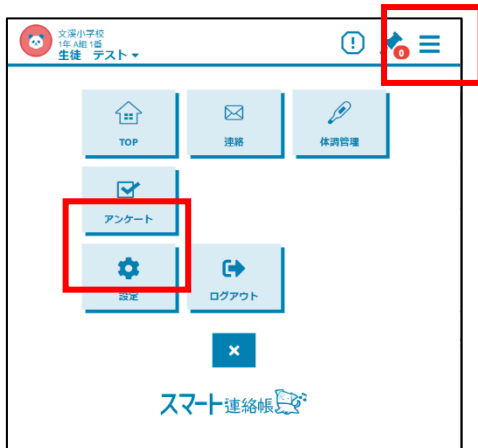 文溪小学校
1年 A組 1番
生徒 テスト
0
TOP
連絡
体調管理
アンケート
設定
ログアウト
スマート連絡帳